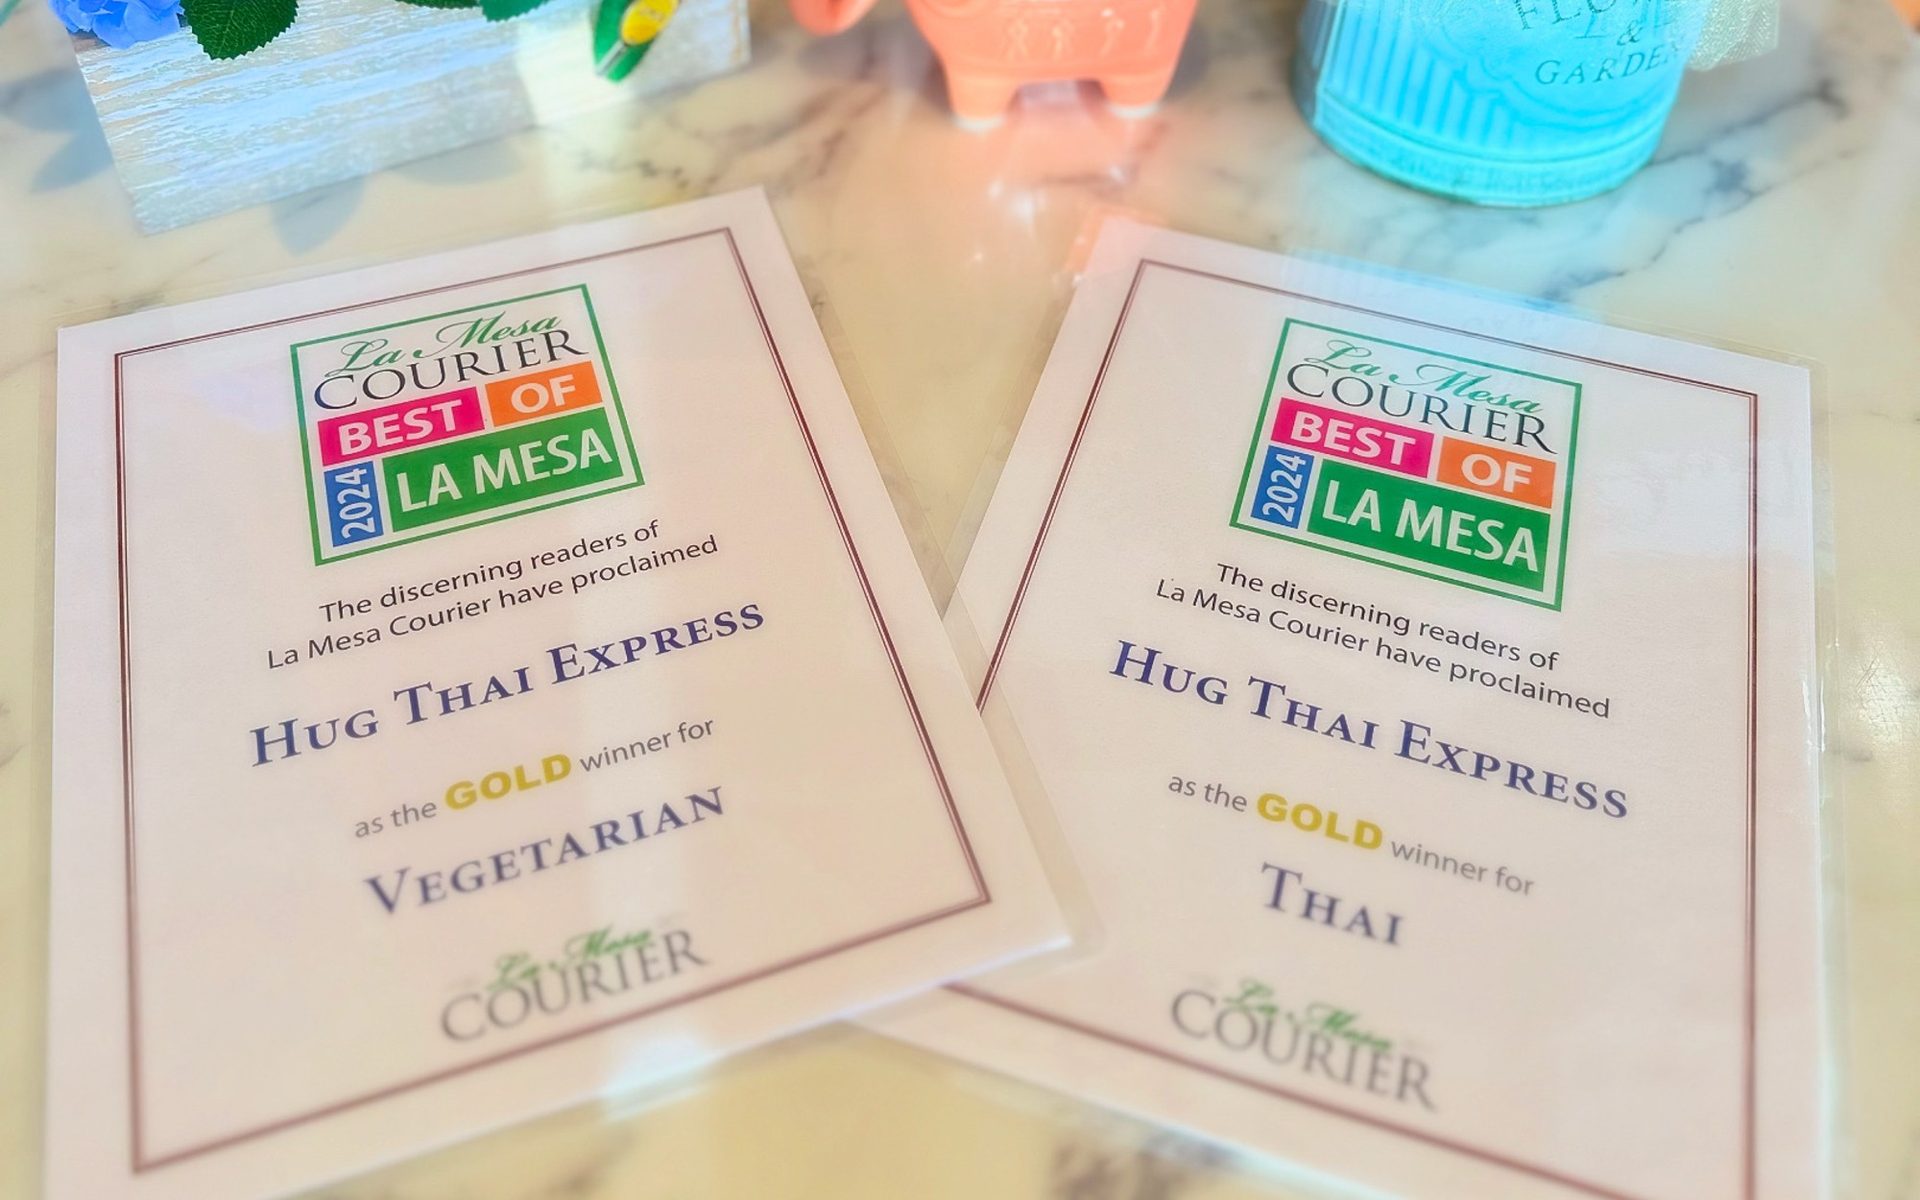 FLOW
&
GARDEN
La Mesa
COURIER
BEST OF
2024 LA MESA
The discerning readers of
La Mesa Courier have proclaimed
HUG THAI EXPRESS
as the GOLD winner for
VEGETARIAN
La Mesa
COURIER
La Mesa
COURIER
BEST OF
2024 LA MESA
The discerning readers of
La Mesa Courier have proclaimed
HUG THAI EXPRESS
as the GOLD winner for
THAI
La Mesa
COURIER